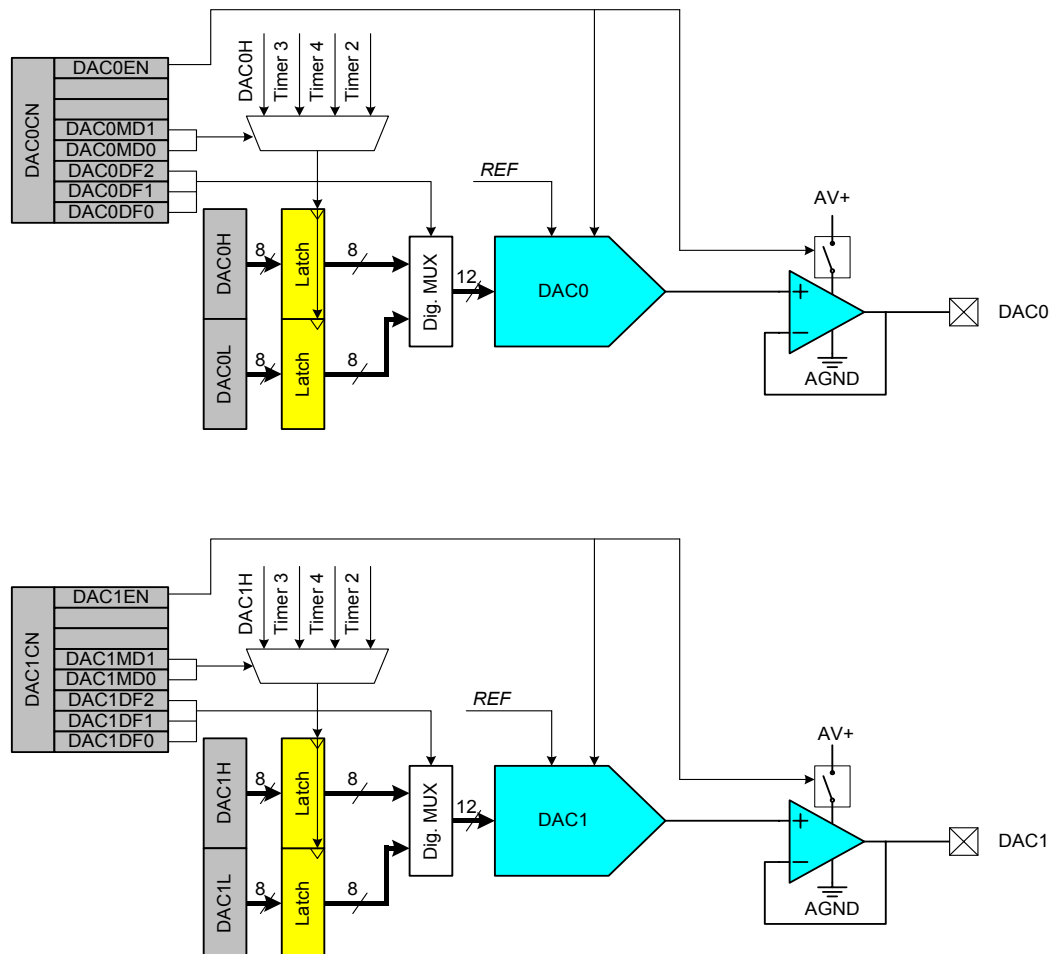 DAC0CN
DAC0EN
DAC0MD1
DAC0MD0
DAC0DF2
DAC0DF1
DAC0DF0
DAC0H
Timer 3
Timer 4
Timer 2
REF
AV+
DAC0H
8
Latch
8
Dig. MUX
12
DAC0
+
−
DAC0
DAC0L
8
Latch
8
AGND
DAC1CN
DAC1EN
DAC1MD1
DAC1MD0
DAC1DF2
DAC1DF1
DAC1DF0
DAC1H
Timer 3
Timer 4
Timer 2
REF
AV+
DAC1H
8
Latch
8
Dig. MUX
12
DAC1
+
−
DAC1
DAC1L
8
Latch
8
AGND